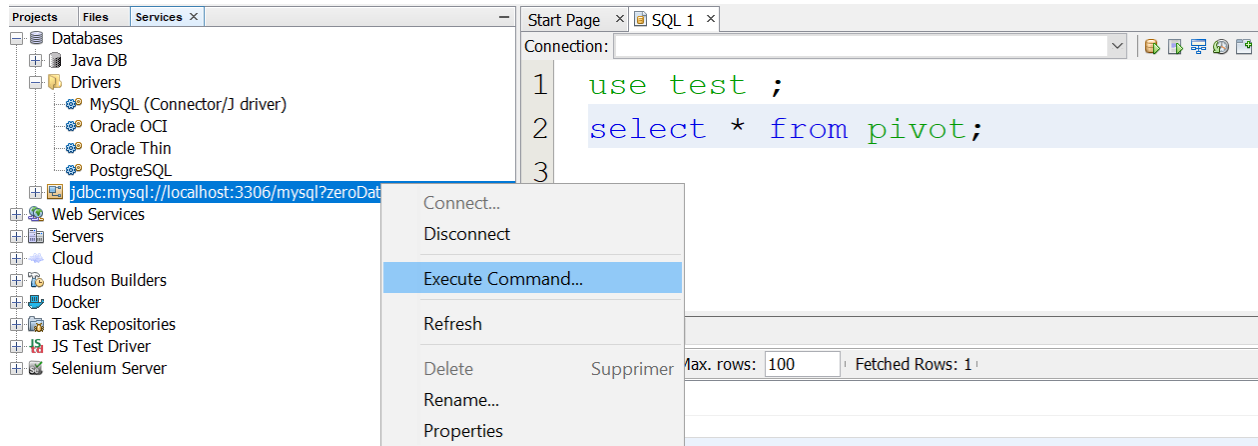 Projects Files Services ×
Databases
Java DB
Drivers
MySQL (Connector/J driver)
Oracle OCI
Oracle Thin
PostgreSQL
jdbc:mysql://localhost:3306/mysql?zeroDat
Web Services
Servers
Cloud
Hudson Builders
Docker
Task Repositories
JS Test Driver
Selenium Server
Connect...
Disconnect
Execute Command...
Refresh
Delete Supprimer
Rename...
Properties
Start Page × SQL 1 ×
Connection:
1 use test ;
2 select * from pivot;
3
Max. rows: 100 Fetched Rows: 1